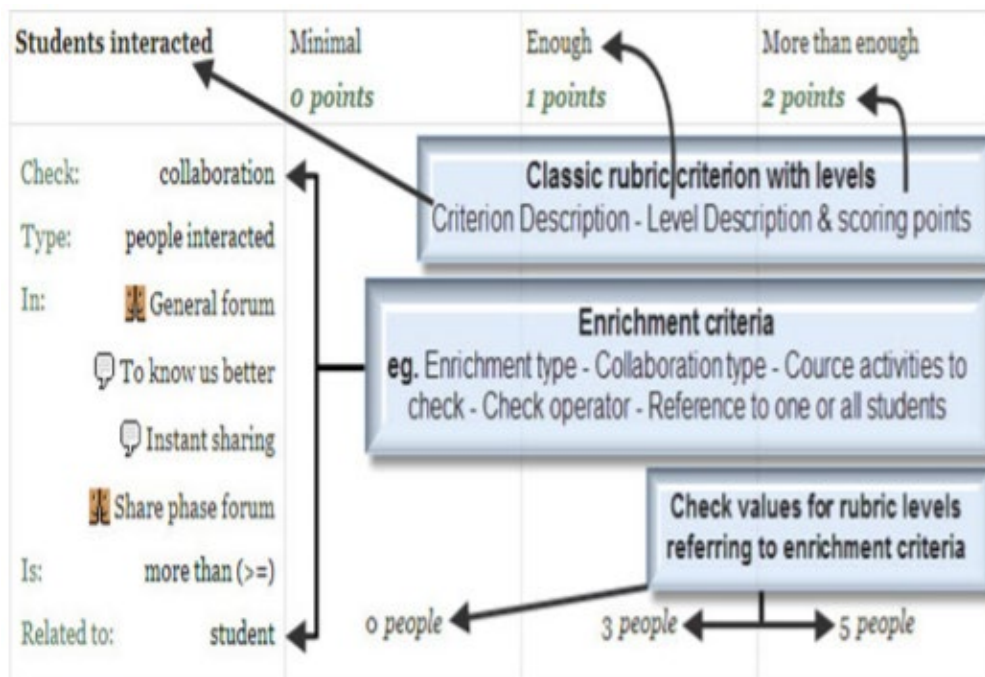 Students interacted
Minimal
Enough
More than enough
0 points
1 points
2 points
Check: collaboration
Type: people interacted
In: General forum
To know us better
Instant sharing
Share phase forum
Is: more than (>=)
Related to: student
Classic rubric criterion with levels
Criterion Description - Level Description & scoring points
Enrichment criteria
eg. Enrichment type - Collaboration type - Cource activities to
check - Check operator - Reference to one or all students
Check values for rubric levels
referring to enrichment criteria
0 people
3 people
5 people